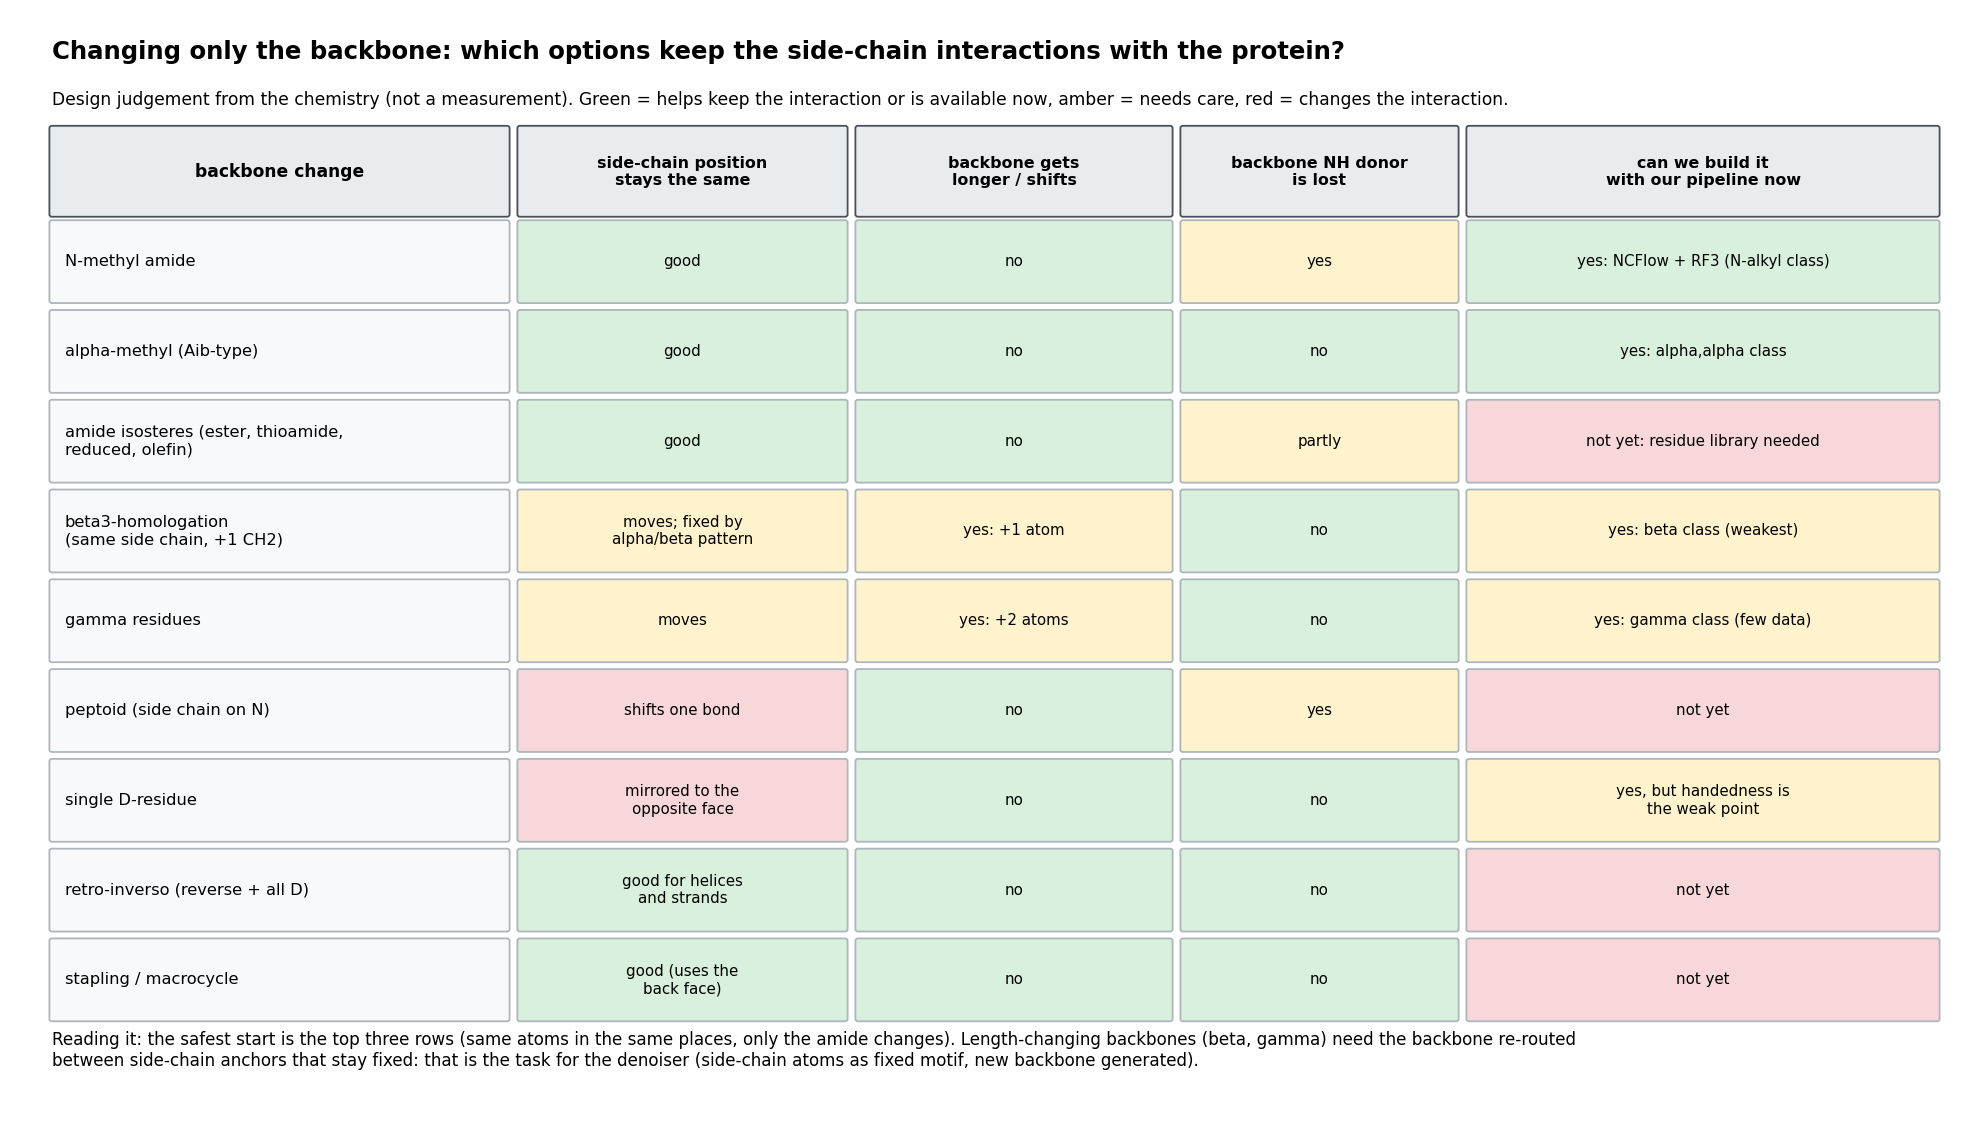 Changing only the backbone: which options keep the side-chain interactions with the protein?
Design judgement from the chemistry (not a measurement). Green = helps keep the interaction or is available now, amber = needs care, red = changes the interaction.
backbone change
side-chain position
stays the same
backbone gets
longer / shifts
backbone NH donor
is lost
can we build it
with our pipeline now
N-methyl amide
good
no
yes
yes: NCFlow + RF3 (N-alkyl class)
alpha-methyl (Aib-type)
good
no
no
yes: alpha,alpha class
amide isosteres (ester, thioamide,
reduced, olefin)
good
no
partly
not yet: residue library needed
beta3-homologation
(same side chain, +1 CH2)
moves; fixed by
alpha/beta pattern
yes: +1 atom
no
yes: beta class (weakest)
gamma residues
moves
yes: +2 atoms
no
yes: gamma class (few data)
peptoid (side chain on N)
shifts one bond
no
yes
not yet
single D-residue
mirrored to the
opposite face
no
no
yes, but handedness is
the weak point
retro-inverso (reverse + all D)
good for helices
and strands
no
no
not yet
stapling / macrocycle
good (uses the
back face)
no
no
not yet
Reading it: the safest start is the top three rows (same atoms in the same places, only the amide changes). Length-changing backbones (beta, gamma) need the backbone re-routed
between side-chain anchors that stay fixed: that is the task for the denoiser (side-chain atoms as fixed motif, new backbone generated).